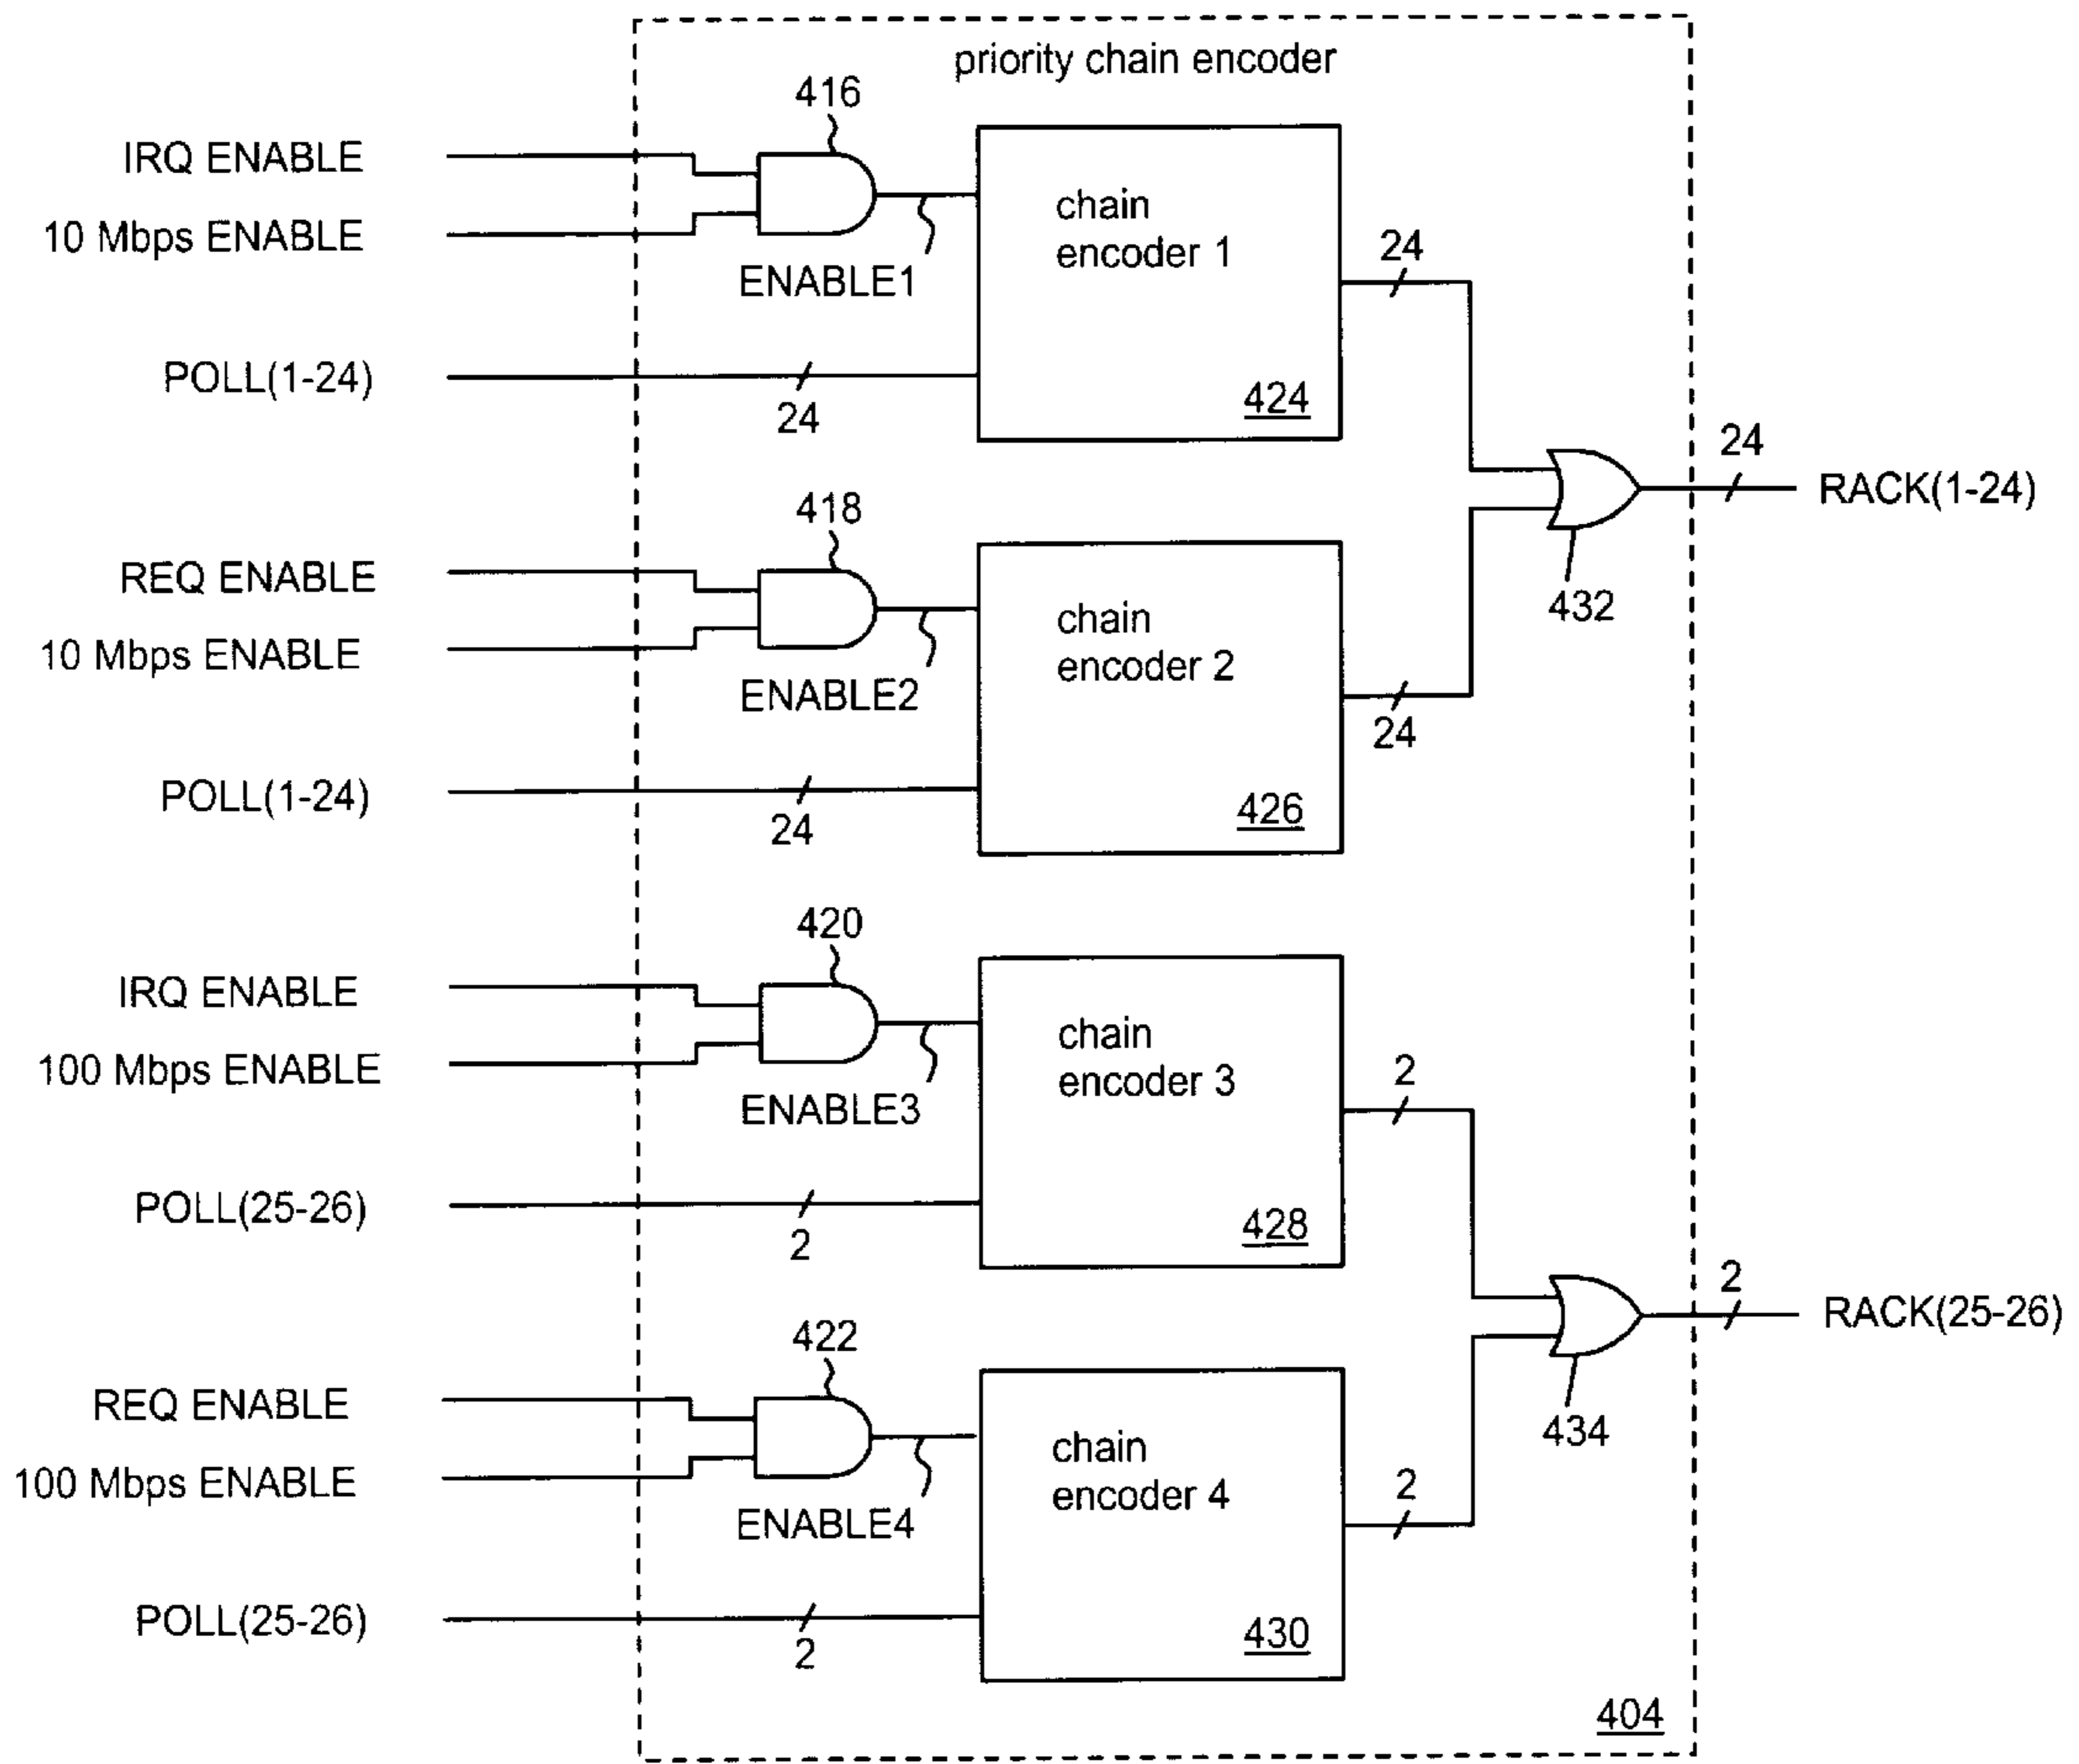 priority chain encoder
416
IRQ ENABLE
10 Mbps ENABLE
ENABLE1
POLL(1-24)
24
chain
encoder 1
424
24
418
REQ ENABLE
10 Mbps ENABLE
ENABLE2
POLL(1-24)
24
chain
encoder 2
426
24
432
24
RACK(1-24)
420
IRQ ENABLE
100 Mbps ENABLE
ENABLE3
POLL(25-26)
2
chain
encoder 3
428
2
422
REQ ENABLE
100 Mbps ENABLE
ENABLE4
POLL(25-26)
2
chain
encoder 4
430
2
434
2
RACK(25-26)
404